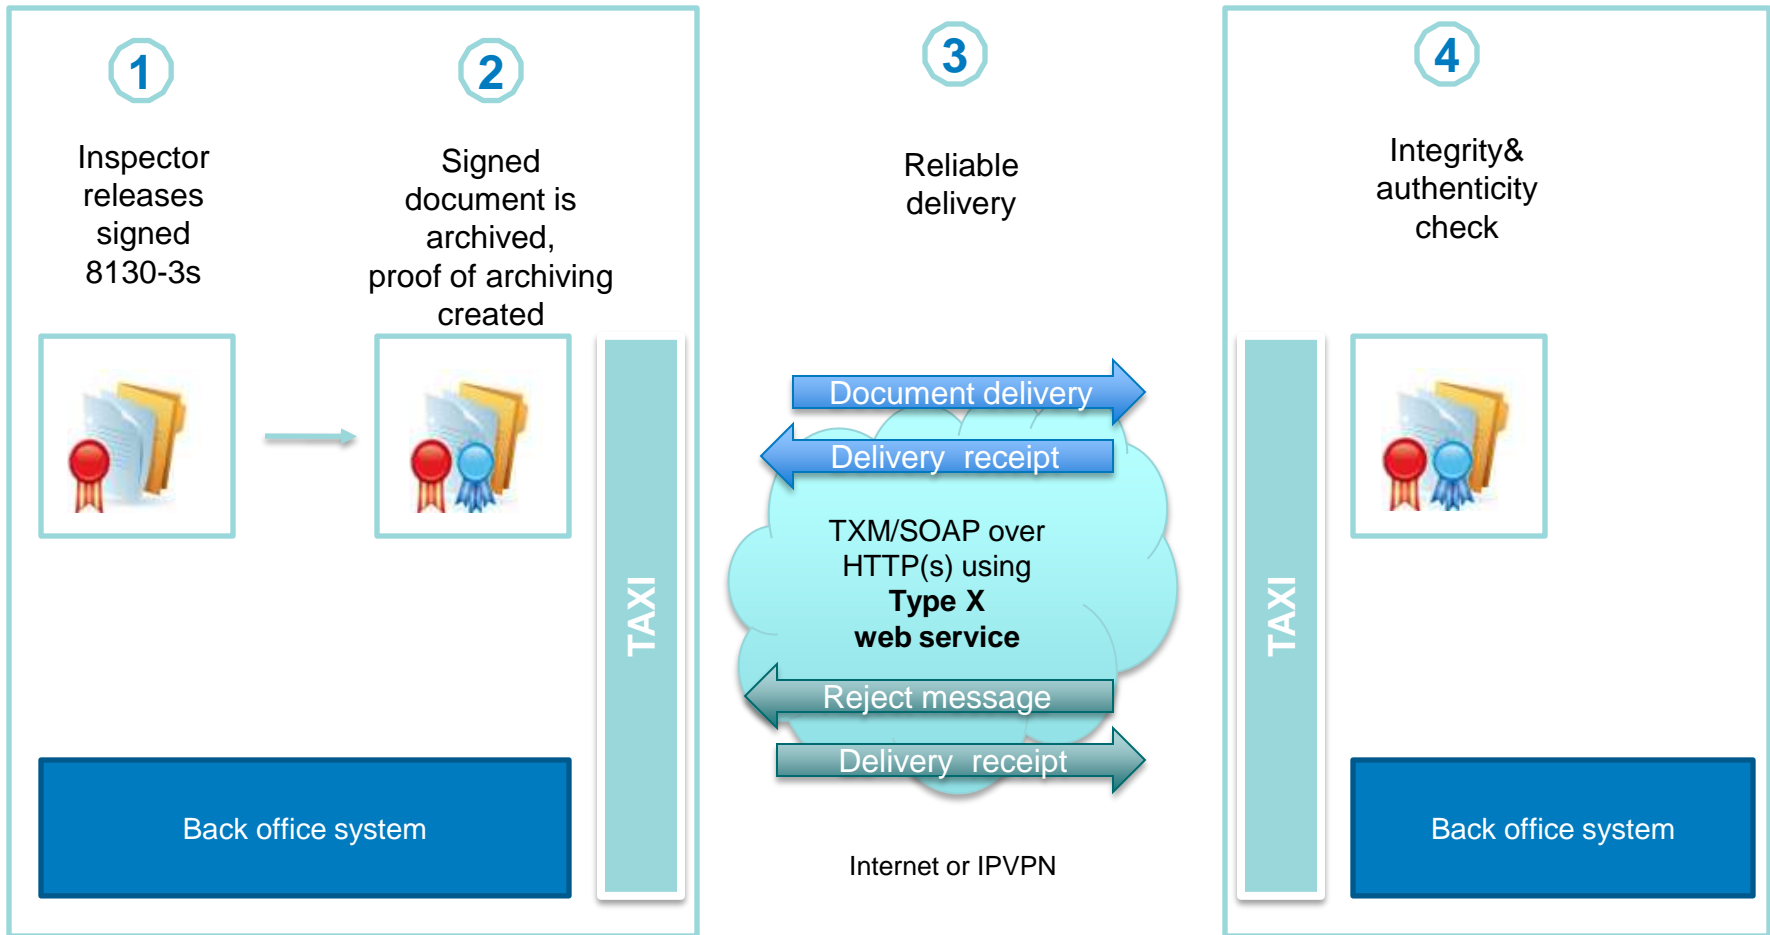 1
Inspector
releases
signed
8130-3s
2
Signed
document is
archived,
proof of archiving
created
TAXI
Back office system
3
Reliable
delivery
Document delivery
Delivery receipt
TXM/SOAP over
HTTP(s) using
Type X
web service
Reject message
Delivery receipt
Internet or IPVPN
4
Integrity&
authenticity
check
TAXI
Back office system